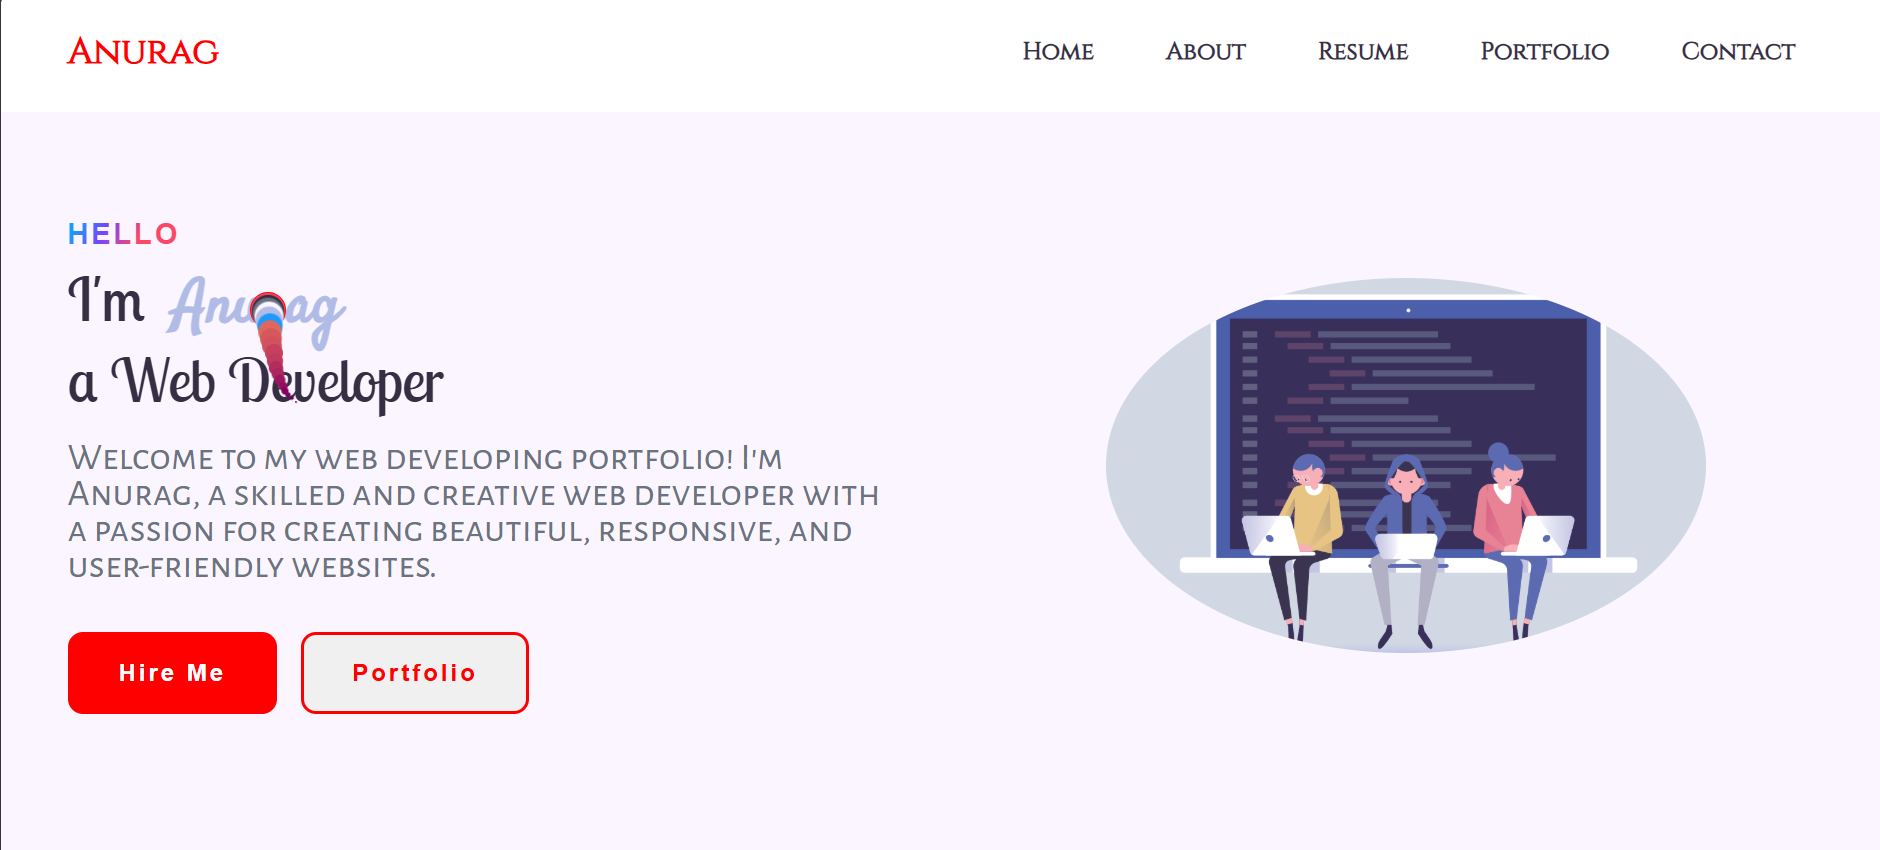 Anurag
Home About Resume Portfolio Contact
HELLO
I'm Anurag
a Web Developer
Welcome to my web developing portfolio! I'm
Anurag, a skilled and creative web developer with
a passion for creating beautiful, responsive, and
user-friendly websites.
Hire Me Portfolio